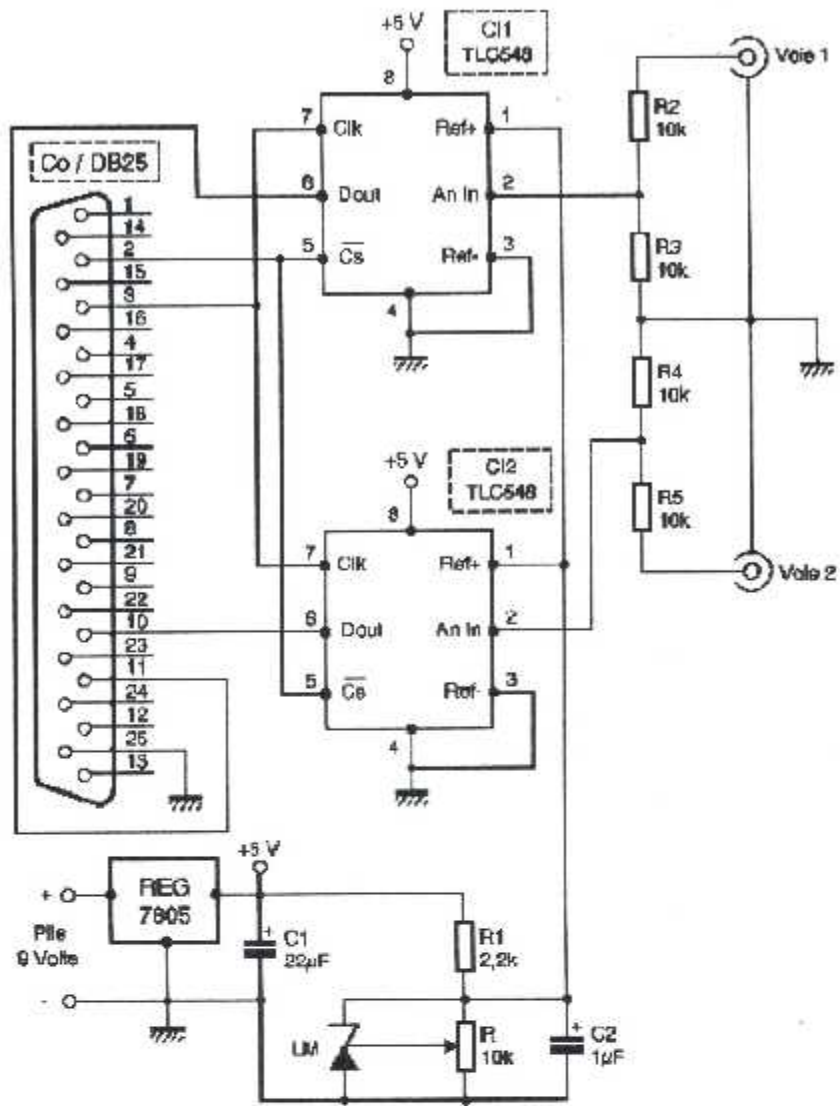 +5 V
CI1
TLC548
8
7
Clk
Ref+
1
6
Dout
An In
2
5
Cs
Ref-
3
4
Voie 1
R2
10k
R3
10k
R4
10k
R5
10k
Voie 2
Co / DB25
1
14
2
15
3
16
4
17
5
18
6
19
7
20
8
21
9
22
10
23
11
24
12
25
13
+5 V
CI2
TLC548
8
7
Clk
Ref+
1
6
Dout
An In
2
5
Cs
Ref-
3
4
+5 V
+
REG
7805
Pile
9 Volts
-
+
C1
22µF
R1
2,2k
LM
R
10k
+
C2
1µF